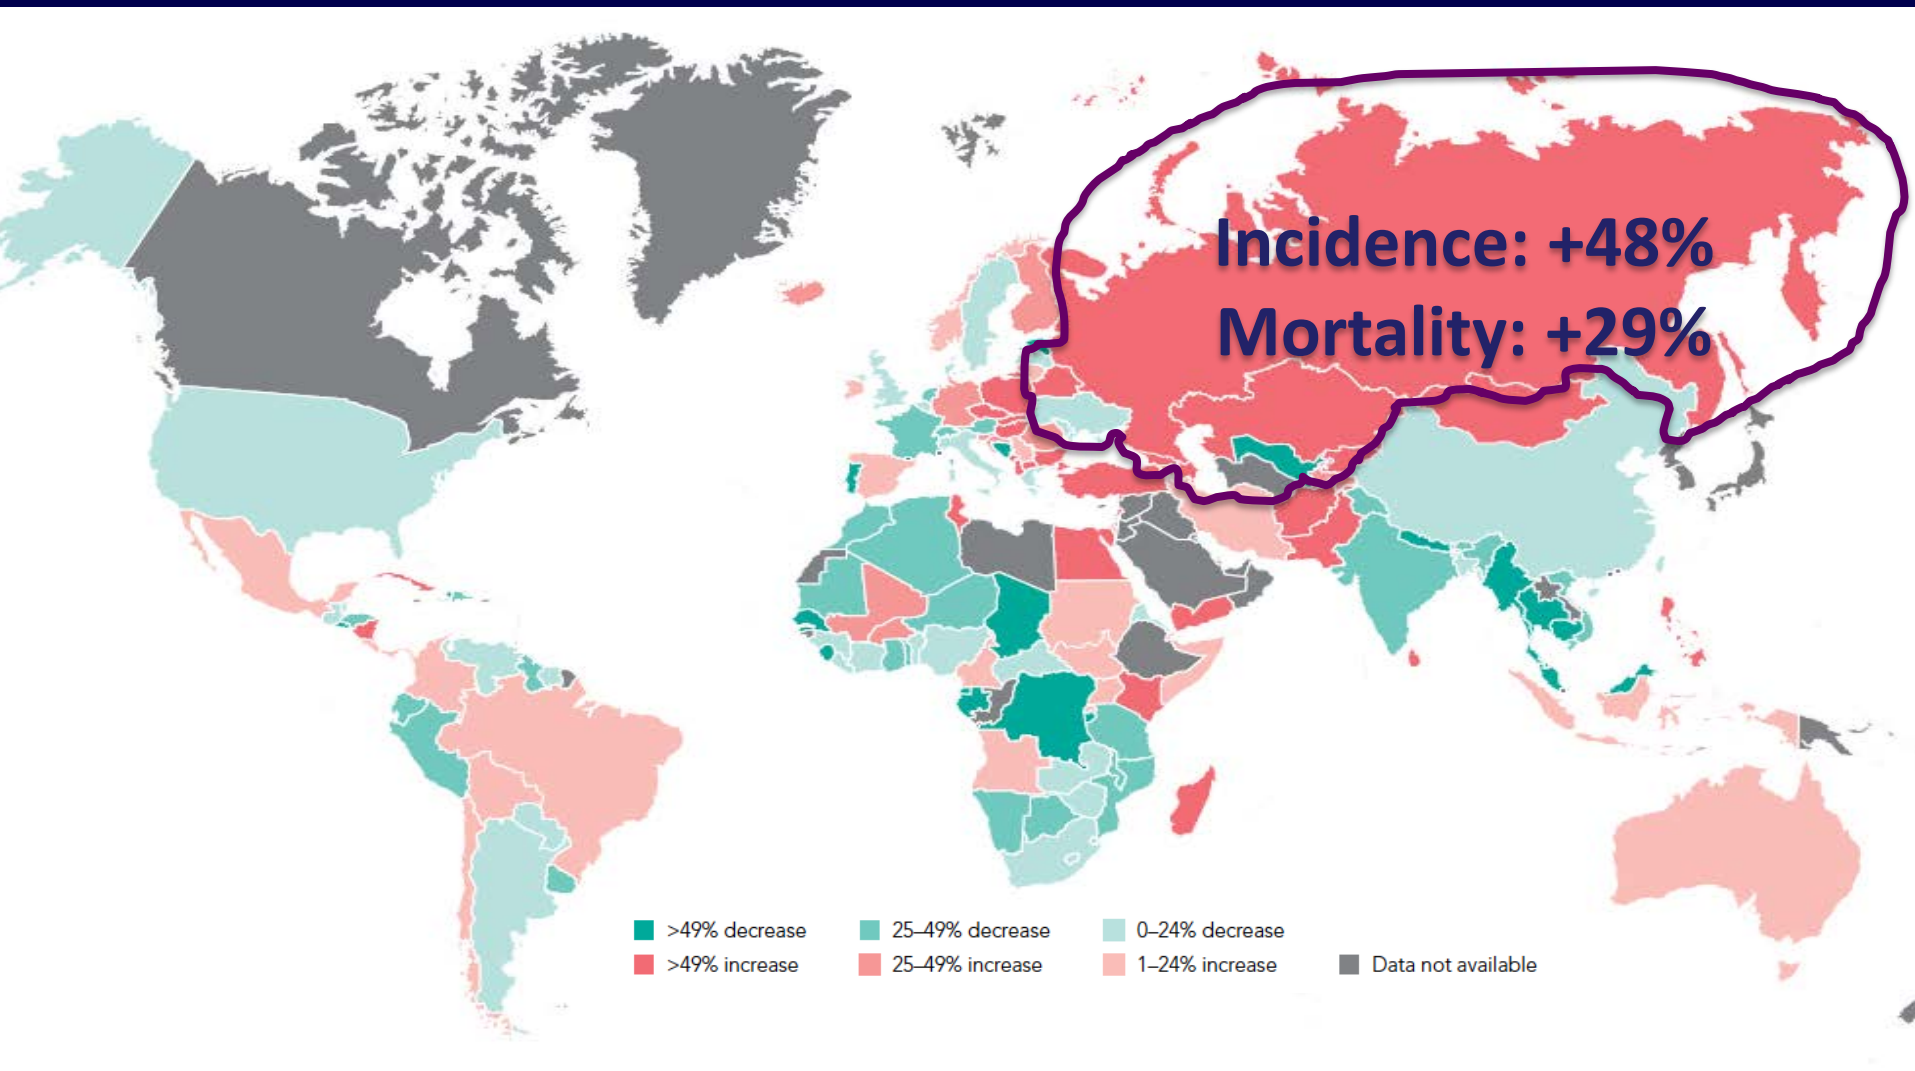 Incidence: +48%
Mortality: +29%
>49% decrease
25–49% decrease
0–24% decrease
>49% increase
25–49% increase
1–24% increase
Data not available